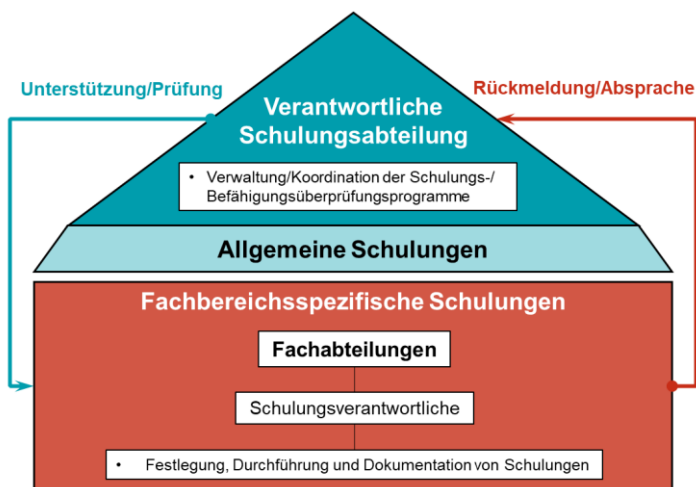 Unterstützung/Prüfung
Rückmeldung/Absprache
Verantwortliche
Schulungsabteilung
• Verwaltung/Koordination der Schulungs-/
Befähigungsüberprüfungsprogramme
Allgemeine Schulungen
Fachbereichsspezifische Schulungen
Fachabteilungen
Schulungsverantwortliche
• Festlegung, Durchführung und Dokumentation von Schulungen